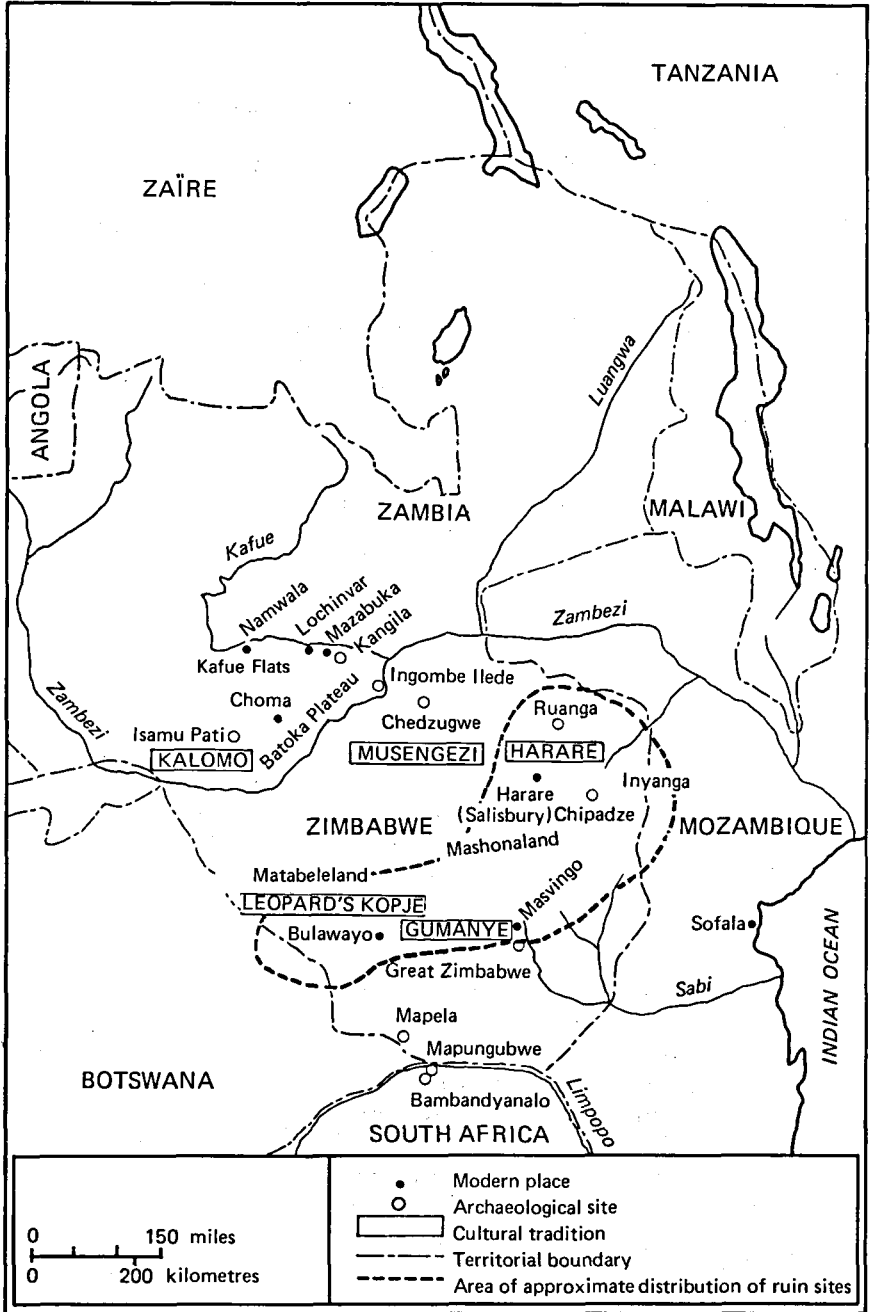 TANZANIA
ZAÏRE
ANGOLA
Luangwa
ZAMBIA
MALAWI
Kafue
Namwala
Lochinvar
Mazabuka
Kangila
Zambezi
Kafue Flats
Zambezi
Choma
Batoka Plateau
Ingombe Ilede
Chedzugwe
Ruanga
Isamu Pati
KALOMO
MUSENGEZI
HARARE
Inyanga
Harare
(Salisbury)
Chipadze
ZIMBABWE
MOZAMBIQUE
Mashonaland
Matabeleland
LEOPARD'S KOPJE
Masvingo
GUMANYE
Bulawayo
Sofala
Great Zimbabwe
Sabi
INDIAN OCEAN
Mapela
Mapungubwe
BOTSWANA
Bambandyanalo
Limpopo
SOUTH AFRICA
Modern place
Archaeological site
Cultural tradition
Territorial boundary
Area of approximate distribution of ruin sites
0 150 miles
0 200 kilometres